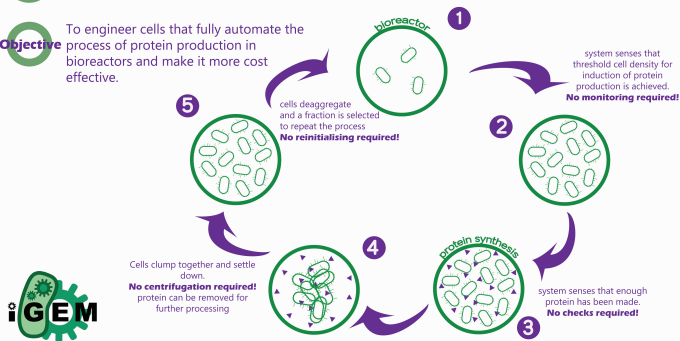 Objective
To engineer cells that fully automate the
process of protein production in
bioreactors and make it more cost
effective.
bioreactor
1
system senses that
threshold cell density for
induction of protein
production is achieved.
No monitoring required!
2
system senses that enough
protein has been made.
No checks required!
protein synthesis
3
4
Cells clump together and settle
down.
No centrifugation required!
protein can be removed for
further processing
5
cells deaggregate
and a fraction is selected
to repeat the process
No reinitialising required!
iGEM